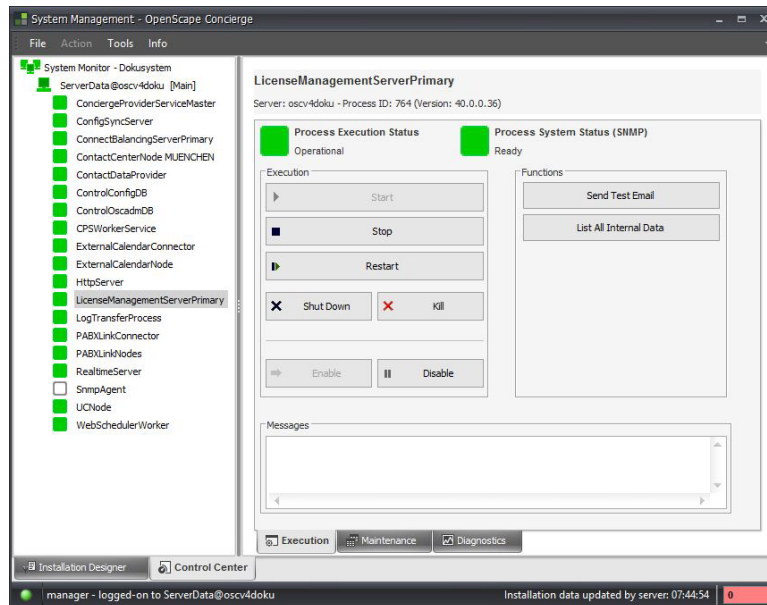 System Management - OpenScape Concierge
File Action Tools Info
System Monitor - Dokusystem
ServerData@oscv4doku [Main]
ConciergeProviderServiceMaster
ConfigSyncServer
ConnectBalancingServerPrimary
ContactCenterNode MUENCHEN
ContactDataProvider
ControlConfigDB
ControlOscadmDB
CPSWorkerService
ExternalCalendarConnector
ExternalCalendarNode
HttpServer
LicenseManagementServerPrimary
LogTransferProcess
PABXLinkConnector
PABXLinkNodes
RealtimeServer
SnmpAgent
UCNode
WebSchedulerWorker
LicenseManagementServerPrimary
Server: oscv4doku - Process ID: 764 (Version: 40.0.0.36)
Process Execution Status
Operational
Process System Status (SNMP)
Ready
Execution
Start
Stop
Restart
Shut Down
Kill
Enable
Disable
Functions
Send Test Email
List All Internal Data
Messages
Execution
Maintenance
Diagnostics
Installation Designer
Control Center
manager - logged-on to ServerData@oscv4doku
Installation data updated by server: 07:44:54
0